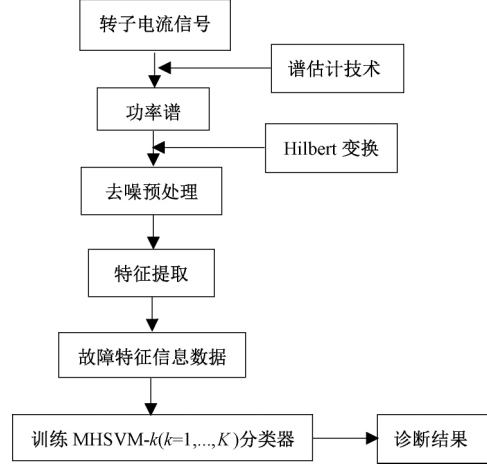 转子电流信号
谱估计技术
功率谱
Hilbert 变换
去噪预处理
特征提取
故障特征信息数据
训练 MHSVM-k(k=1,...,K)分类器
诊断结果